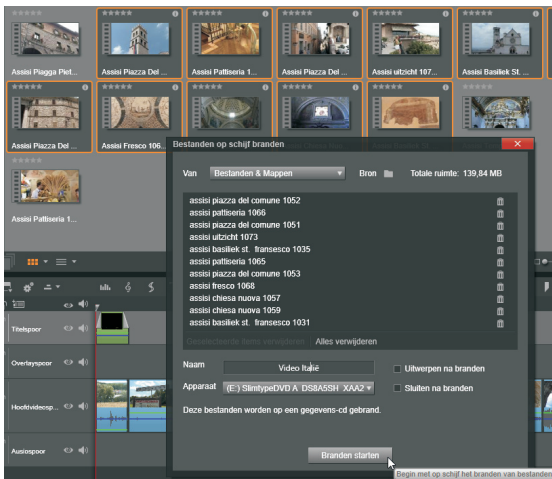 Assisi Piagga Piet...
Assisi Piazza Del ...
Assisi Pattiseria 1...
Assisi Piazza Del ...
Assisi uitzicht 107...
Assisi Basiliek St. ...
Assisi Piazza Del ...
Assisi Fresco 106...
Assisi Pattiseria 1...
Bestanden op schijf branden
Van Bestanden & Mappen Bron Totale ruimte: 139,84 MB
assisi piazza del comune 1052
assisi pattiseria 1066
assisi piazza del comune 1051
assisi uitzicht 1073
assisi basiliek st. fransesco 1035
assisi pattiseria 1065
assisi piazza del comune 1053
assisi fresco 1068
assisi chiesa nuova 1057
assisi chiesa nuova 1059
assisi basiliek st. fransesco 1031
Geselecteerde items verwijderen Alles verwijderen
Naam Video Italië Uitwerpen na branden
Apparaat (E:) SlimtypeDVD A DS8A5SH XAA2 Sluiten na branden
Deze bestanden worden op een gegevens-cd gebrand.
Branden starten
Begin met op schijf het branden van bestanden
Titelspoor
Overlayspoor
Hoofdvideosp...
Ausiospoor